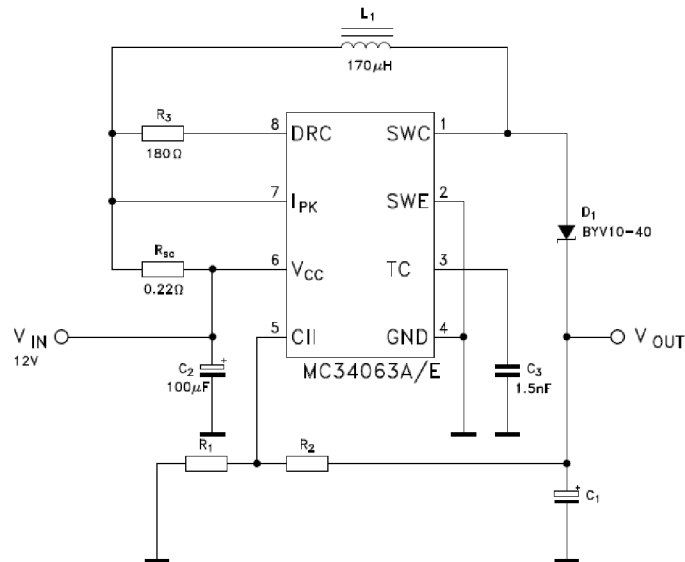 L1
170μH
R3
180Ω
8 DRC SWC 1
7 IPK SWE 2
D1
BYV10-40
Rsc
0.22Ω
6 VCC TC 3
5 CII GND 4
VIN
12V
VOUT
C2
100μF
MC34063A/E
C3
1.5nF
R1
R2
C1